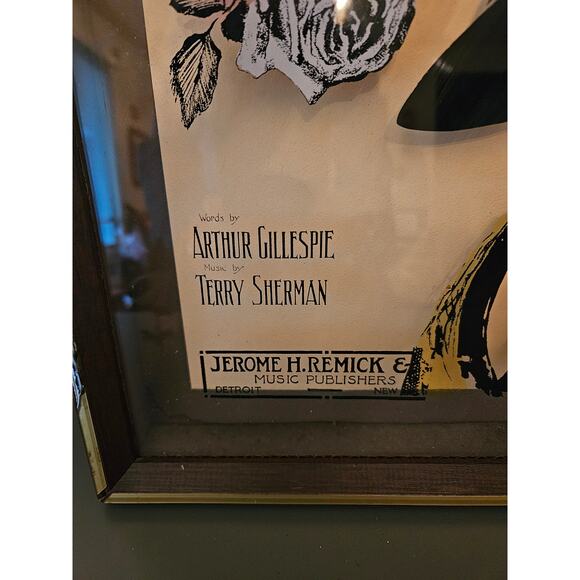 Words by
ARTHUR GILLESPIE
Music by
TERRY SHERMAN
JEROME H. REMICK &
MUSIC PUBLISHERS
DETROIT NEW